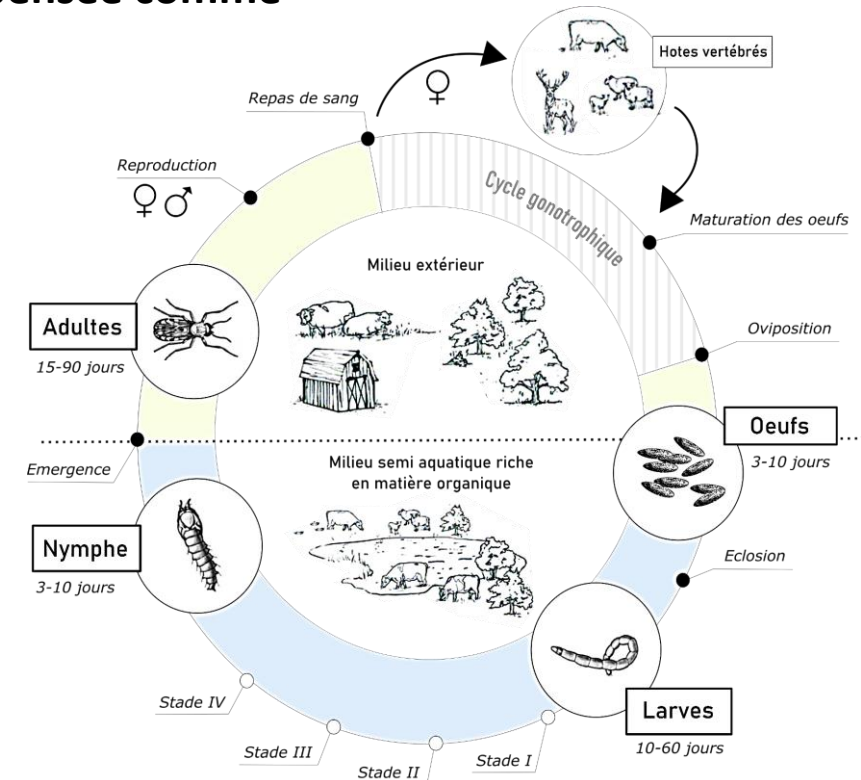 pensée comme
Hotes vertébrés
Repas de sang
♀
Reproduction
♀♂
Cycle gonotrophique
Maturation des oeufs
Milieu extérieur
Adultes
15-90 jours
Oviposition
Oeufs
3-10 jours
Emergence
Milieu semi aquatique riche
en matière organique
Nymphe
3-10 jours
Eclosion
Stade IV
Stade III
Stade II
Stade I
Larves
10-60 jours